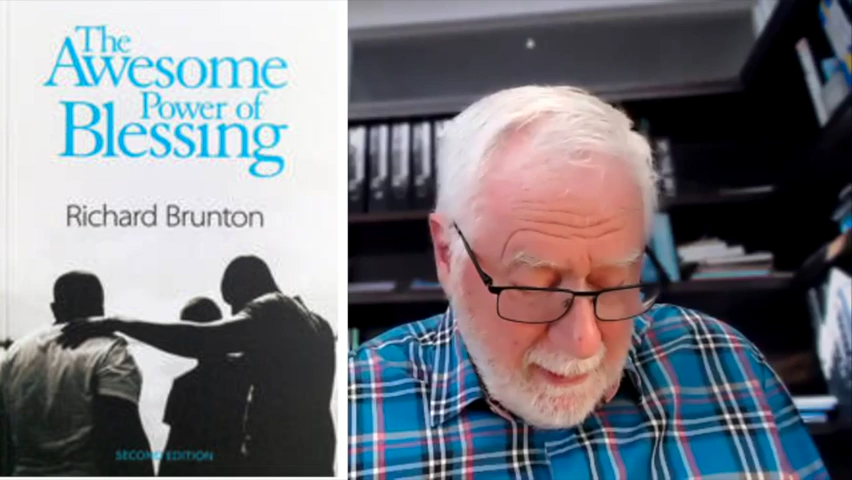 The
Awesome
Power of
Blessing
Richard Brunton
SECOND EDITION